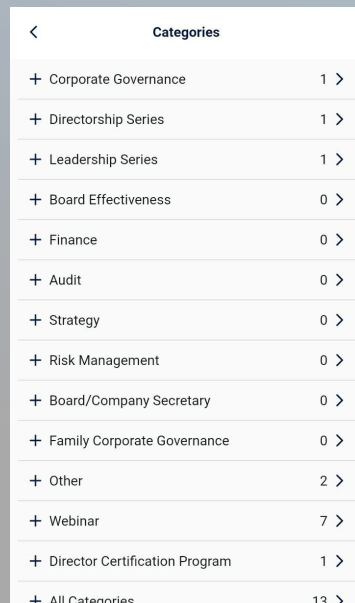 Categories
Corporate Governance 1
Directorship Series 1
Leadership Series 1
Board Effectiveness 0
Finance 0
Audit 0
Strategy 0
Risk Management 0
Board/Company Secretary 0
Family Corporate Governance 0
Other 2
Webinar 7
Director Certification Program 1
All Categories 13